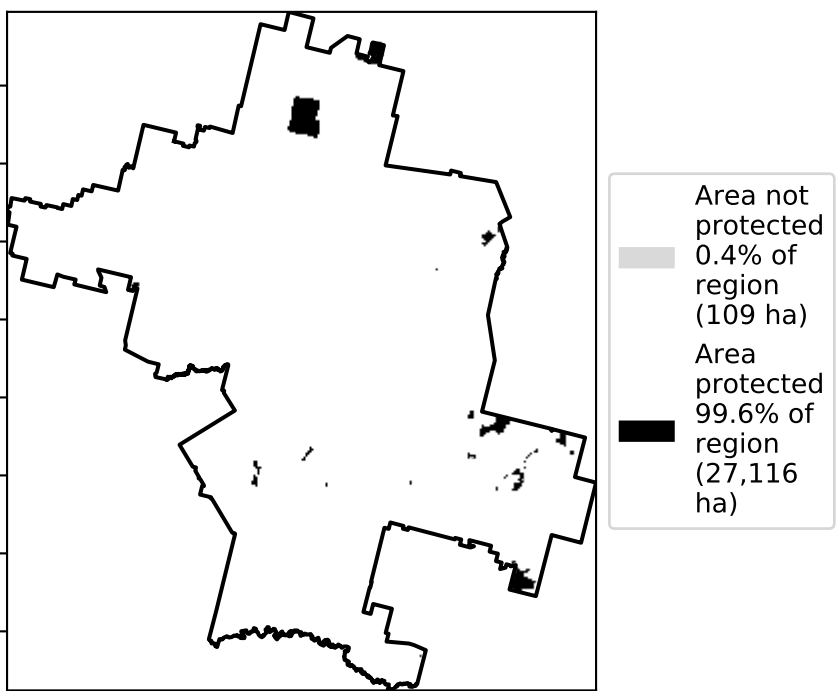 Area not
protected
0.4% of
region
(109 ha)
Area
protected
99.6% of
region
(27,116
ha)